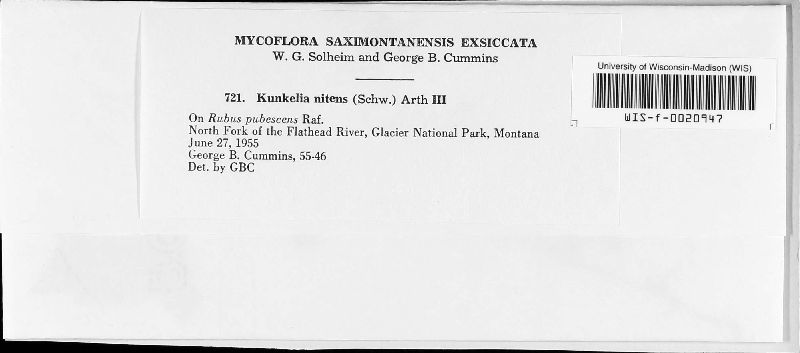 MYCOFLORA SAXIMONTANENSIS EXSICCATA
W. G. Solheim and George B. Cummins
721. Kunkelia nitens (Schw.) Arth III
On Rubus pubescens Raf.
North Fork of the Flathead River, Glacier National Park, Montana
June 27, 1955
George B. Cummins, 55-46
Det. by GBC
University of Wisconsin-Madison (WIS)
WIS-f-0020947